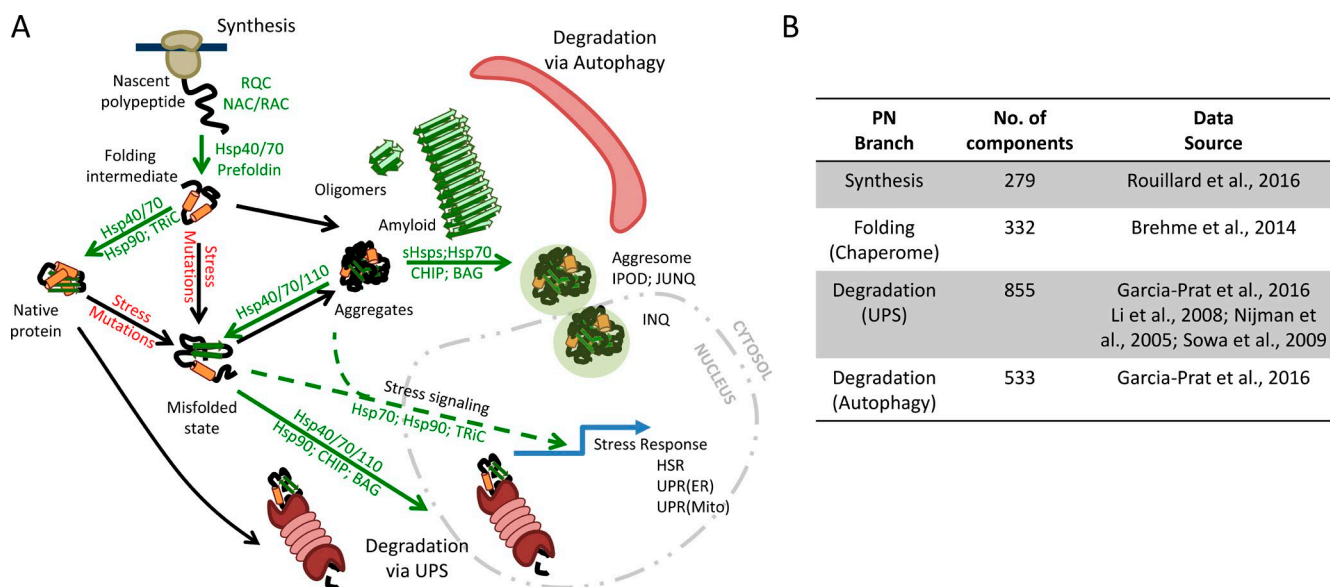 A
Synthesis
Nascent
polypeptide
RQC
NAC/RAC
Hsp40/70
Prefoldin
Folding
intermediate
Hsp40/70
Hsp90; TRiC
Stress
Mutations
Native
protein
Stress
Mutations
Misfolded
state
Oligomers
Amyloid
Aggregates
Hsp40/70/110
sHsps;Hsp70
CHIP; BAG
Degradation
via Autophagy
Aggresome
IPOD; JUNQ
INQ
CYTOSOL
NUCLEUS
Stress signaling
Hsp70; Hsp90; TRiC
Hsp40/70/110
Hsp90; CHIP; BAG
Stress Response
HSR
UPR(ER)
UPR(Mito)
Degradation
via UPS
B
PN No. of Data
Branch components Source
Synthesis 279 Rouillard et al., 2016
Folding 332 Brehme et al., 2014
(Chaperome)
Degradation 855 Garcia-Prat et al., 2016
(UPS) Li et al., 2008; Nijman et
al., 2005; Sowa et al., 2009
Degradation 533 Garcia-Prat et al., 2016
(Autophagy)